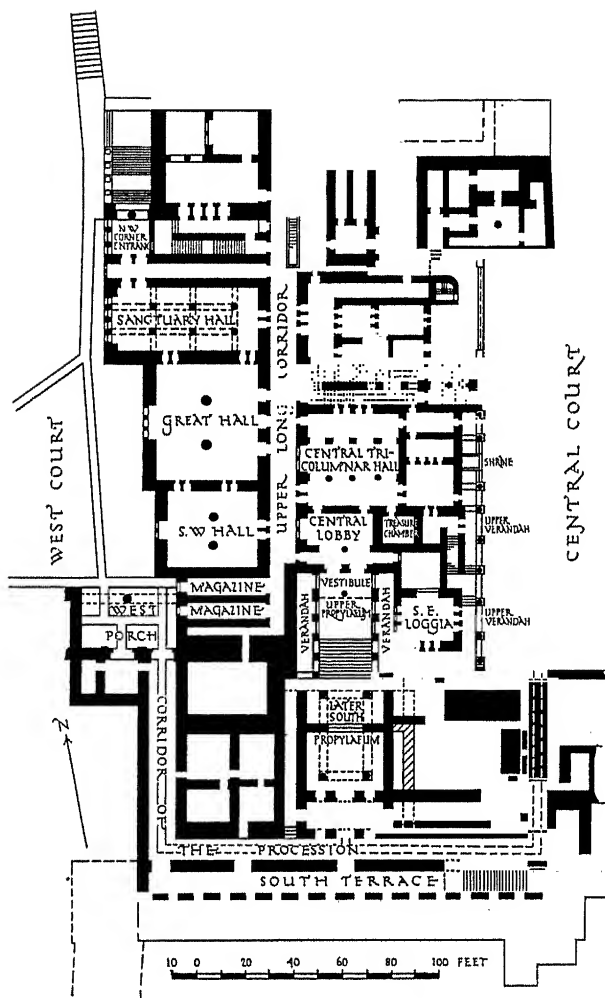 N.W.
CORNER
ENTRANCE
SANCTUARY HALL
UPPER LONG CORRIDOR
GREAT HALL
CENTRAL TRI-
COLUMNAR HALL
SHRINE
WEST COURT
CENTRAL COURT
S.W HALL
CENTRAL
LOBBY
TREASURE
CHAMBER
UPPER
VERANDAH
MAGAZINE
MAGAZINE
VESTIBULE
UPPER
PROPYLAEUM
VERANDAH
VERANDAH
S.E.
LOGGIA
UPPER
VERANDAH
WEST
PORCH
LATER
SOUTH
PROPYLAEUM
N
CORRIDOR OF
THE PROCESSION
SOUTH TERRACE
10 0 20 40 60 80 100 FEET